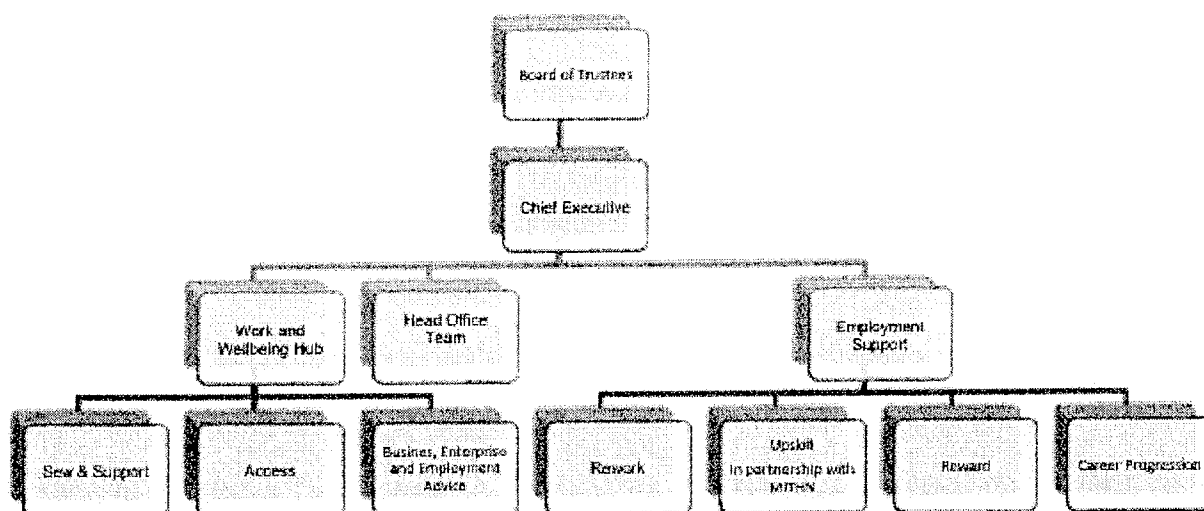 Board of Trustees
Chief Executive
Work and
Wellbeing Hub
Head Office
Team
Employment
Support
Sew & Support
Access
Busines, Enterprise
and Employment
Advice
Rework
Upskill
In partnership with
Reward
Career Progression